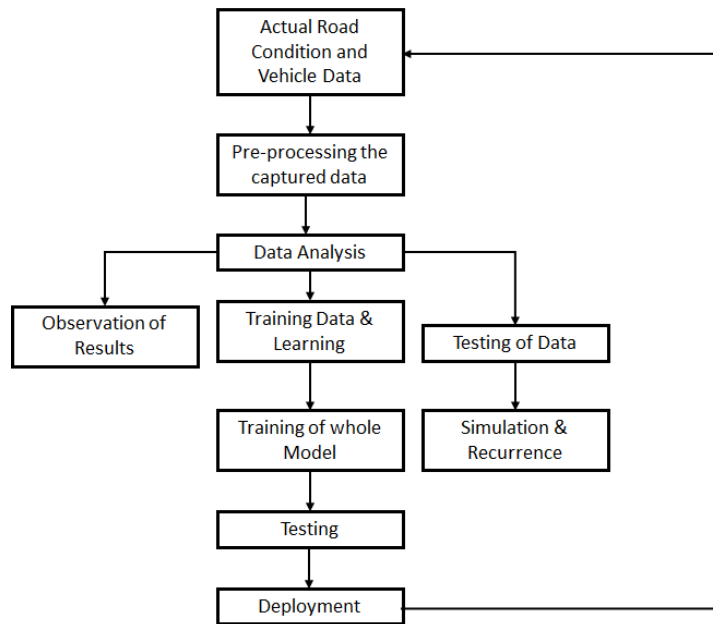 Actual Road
Condition and
Vehicle Data
Pre-processing the
captured data
Data Analysis
Observation of
Results
Training Data &
Learning
Testing of Data
Training of whole
Model
Simulation &
Recurrence
Testing
Deployment